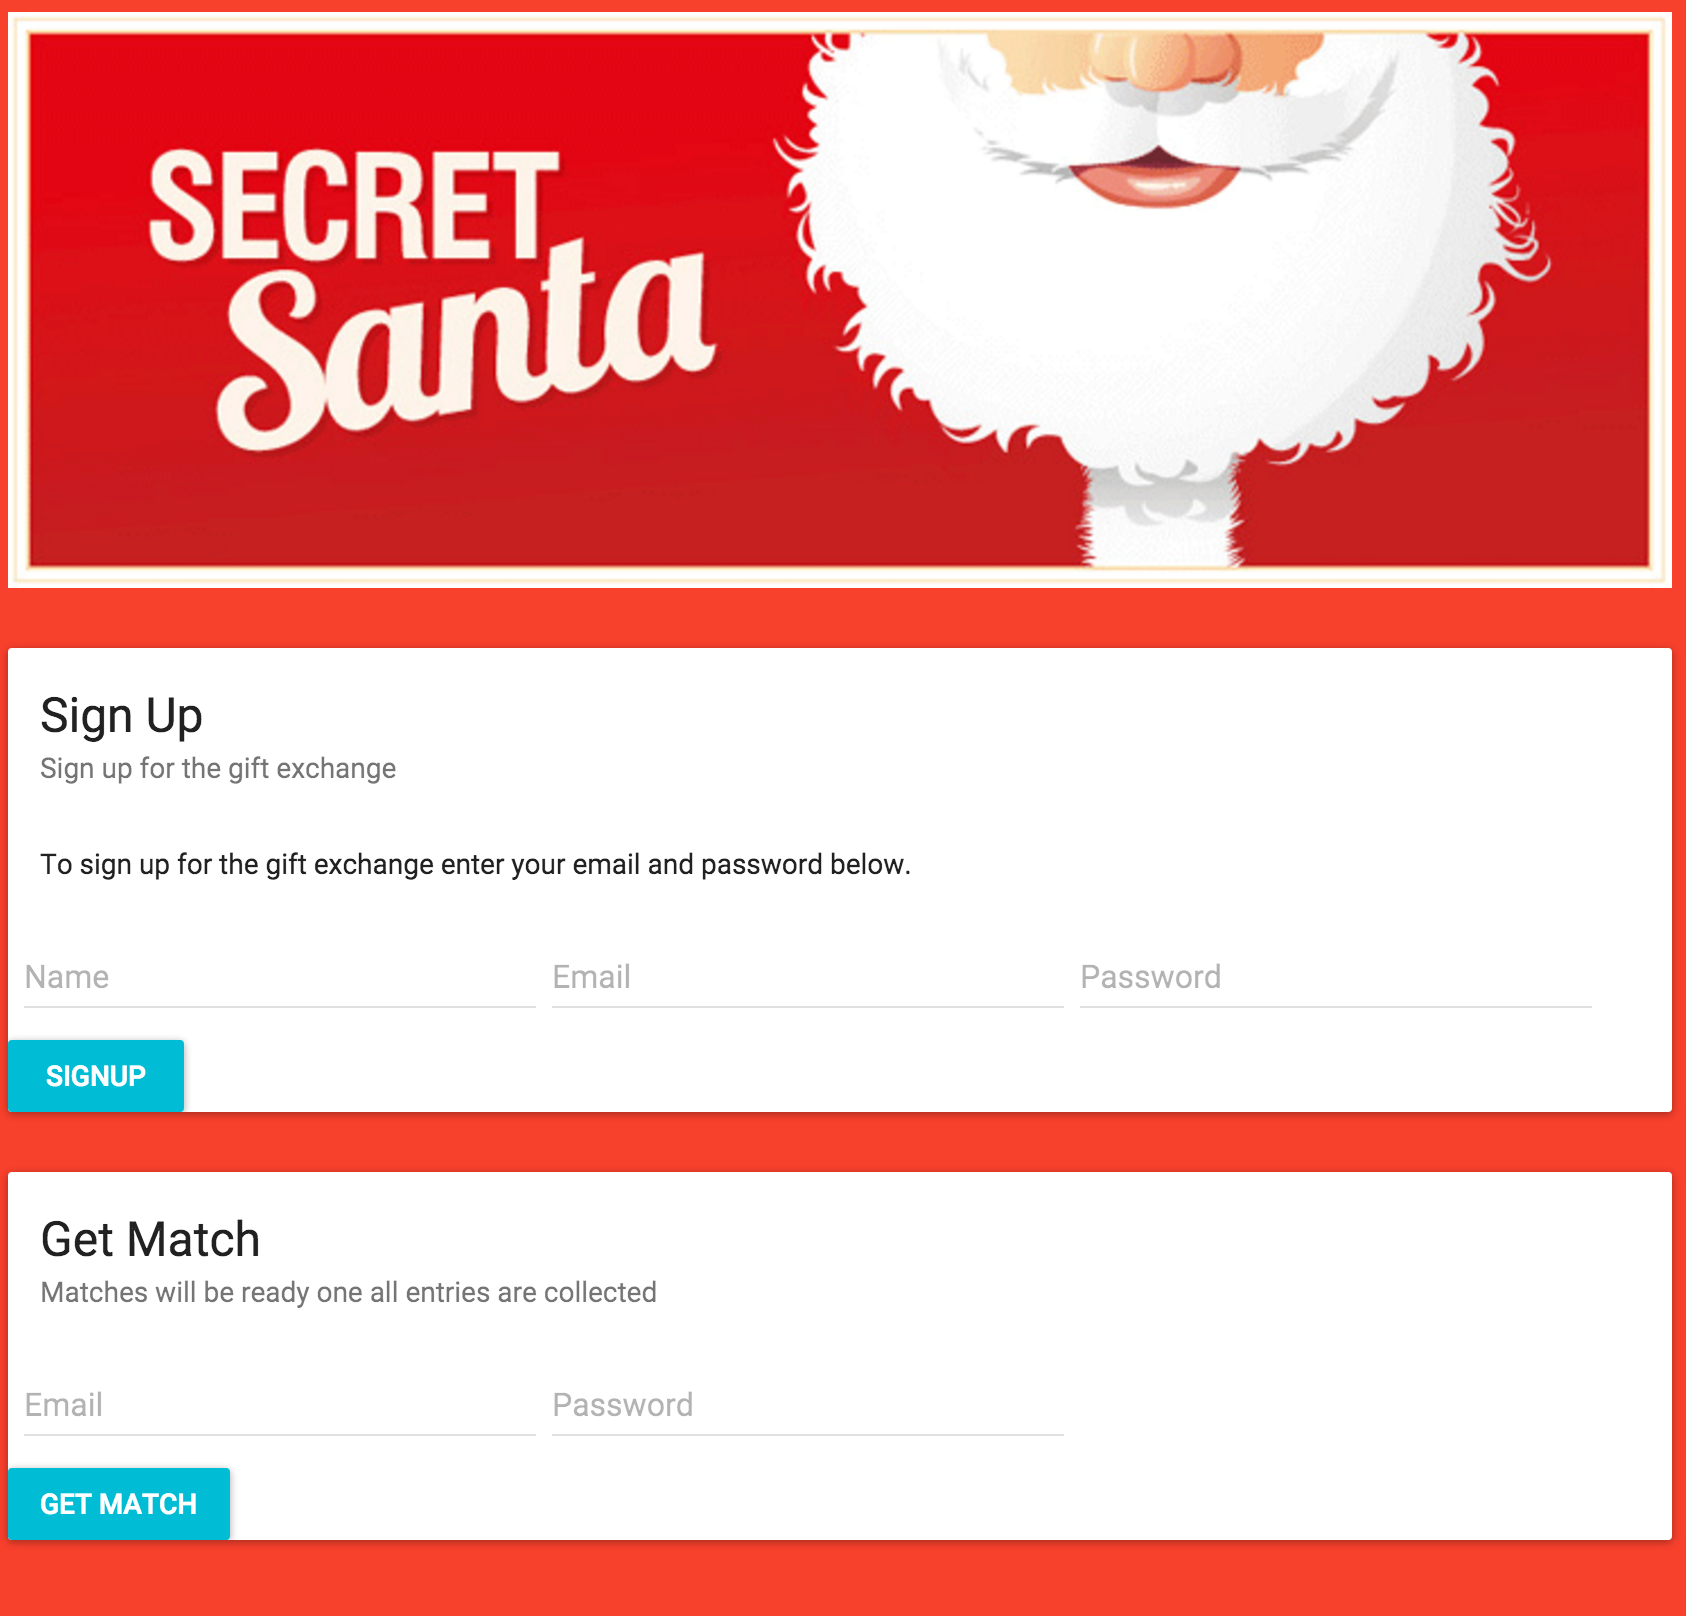 SECRET
Santa
Sign Up
Sign up for the gift exchange
To sign up for the gift exchange enter your email and password below.
Name Email Password
SIGNUP
Get Match
Matches will be ready one all entries are collected
Email Password
GET MATCH